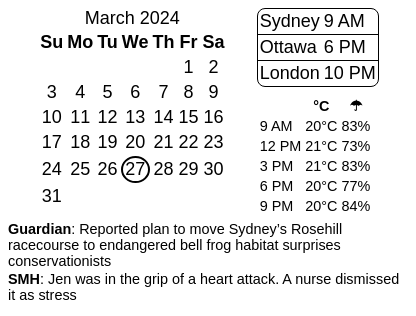 March 2024
Su Mo Tu We Th Fr Sa
1 2
3 4 5 6 7 8 9
10 11 12 13 14 15 16
17 18 19 20 21 22 23
24 25 26 27 28 29 30
31
Sydney 9 AM
Ottawa 6 PM
London 10 PM
°C ☂
9 AM 20°C 83%
12 PM 21°C 73%
3 PM 21°C 83%
6 PM 20°C 77%
9 PM 20°C 84%
Guardian: Reported plan to move Sydney’s Rosehill
racecourse to endangered bell frog habitat surprises
conservationists
SMH: Jen was in the grip of a heart attack. A nurse dismissed
it as stress